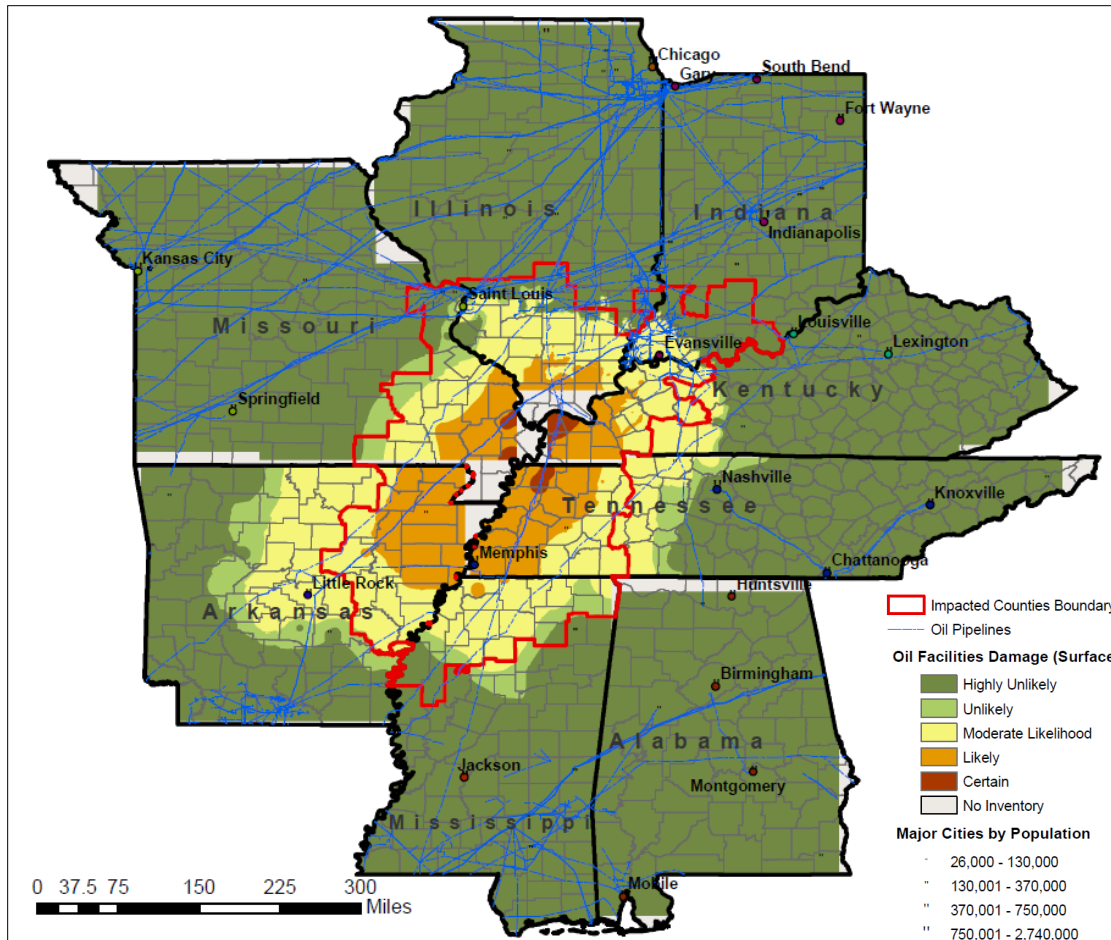 Chicago
Gary
South Bend
Fort Wayne
Illinois
Indiana
Indianapolis
Kansas City
Saint Louis
Missouri
Louisville
Evansville
Lexington
Kentucky
Springfield
Nashville
Knoxville
Tennessee
Memphis
Chattanooga
Little Rock
Huntsville
Arkansas
Birmingham
Alabama
Jackson
Montgomery
Mississippi
Mobile
Impacted Counties Boundary
Oil Pipelines
Oil Facilities Damage (Surface
Highly Unlikely
Unlikely
Moderate Likelihood
Likely
Certain
No Inventory
Major Cities by Population
26,000 - 130,000
130,001 - 370,000
370,001 - 750,000
750,001 - 2,740,000
0 37.5 75 150 225 300
Miles